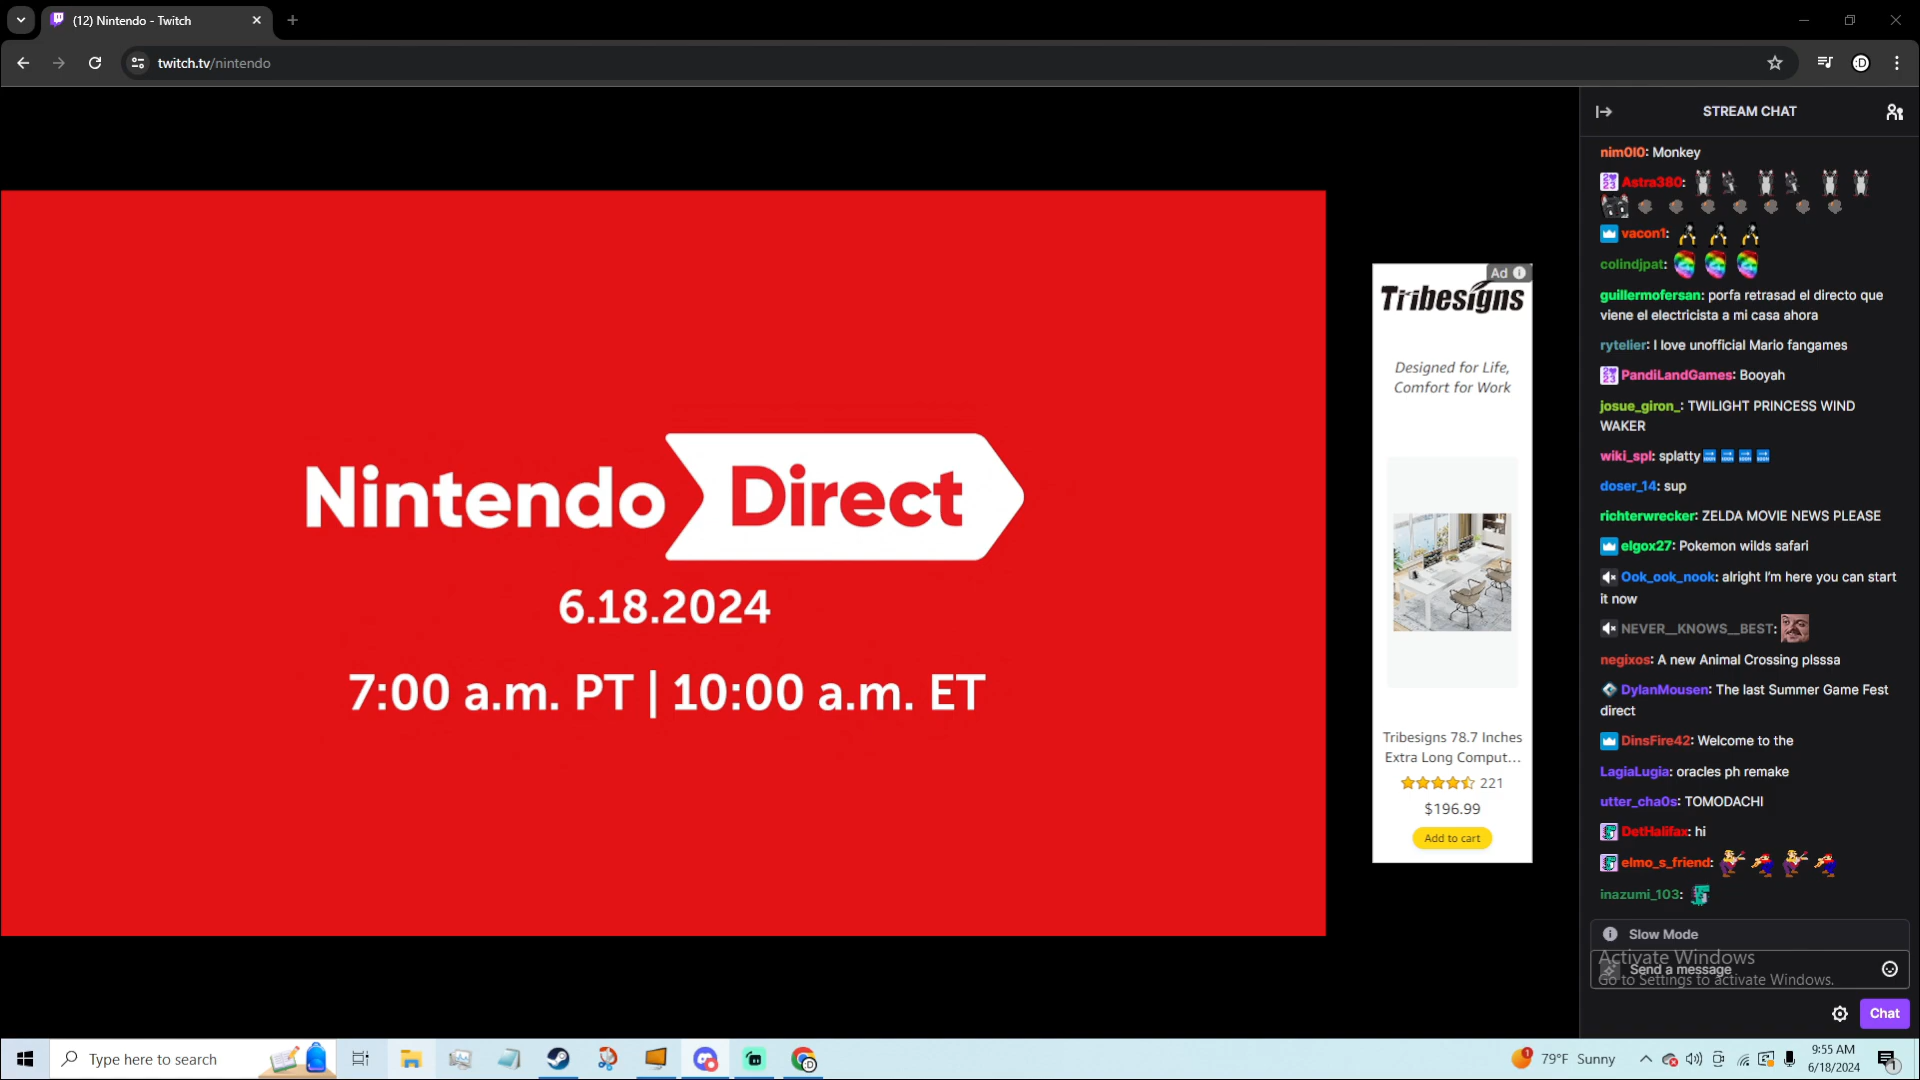 (12) Nintendo - Twitch
twitch.tv/nintendo
Nintendo Direct
6.18.2024
7:00 a.m. PT | 10:00 a.m. ET
Ad
Tribesigns
Designed for Life,
Comfort for Work
Tribesigns 78.7 Inches
Extra Long Comput...
221
$196.99
Add to cart
STREAM CHAT
nim0l0: Monkey
Astra380:
vacon1:
colindjpat:
guillermofersan: porfa retrasad el directo que
viene el electricista a mi casa ahora
rytelier: I love unofficial Mario fangames
PandiLandGames: Booyah
josue_giron_: TWILIGHT PRINCESS WIND
WAKER
wiki_spl: splatty
doser_14: sup
richterwrecker: ZELDA MOVIE NEWS PLEASE
elgox27: Pokemon wilds safari
Ook_ook_nook: alright I'm here you can start
it now
NEVER__KNOWS__BEST:
negixos: A new Animal Crossing plsssa
DylanMousen: The last Summer Game Fest
direct
DinsFire42: Welcome to the
LagiaLugia: oracles ph remake
utter_cha0s: TOMODACHI
DetHalifax: hi
elmo_s_friend:
inazumi_103:
Slow Mode
Activate Windows
Send a message
Go to Settings to activate Windows.
Chat
Type here to search
79°F Sunny
9:55 AM
6/18/2024